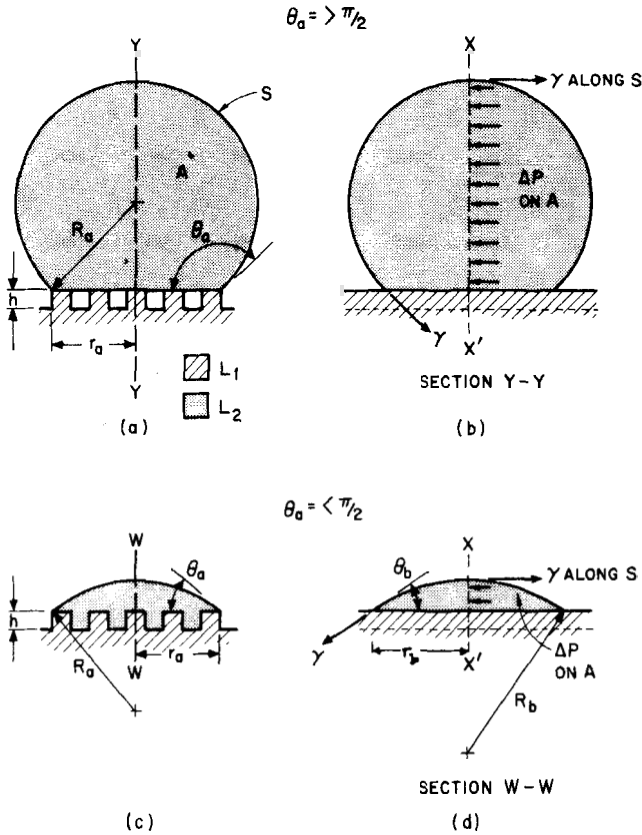 θa = > π/2
Y
S
A
Ra
θa
h
ra
Y
L1
L2
(a)
X
γ ALONG S
ΔP
ON A
γ
X'
SECTION Y-Y
(b)
θa = < π/2
W
θa
h
Ra
W
ra
(c)
X
θb
γ ALONG S
γ
rb
X'
ΔP
ON A
Rb
SECTION W-W
(d)